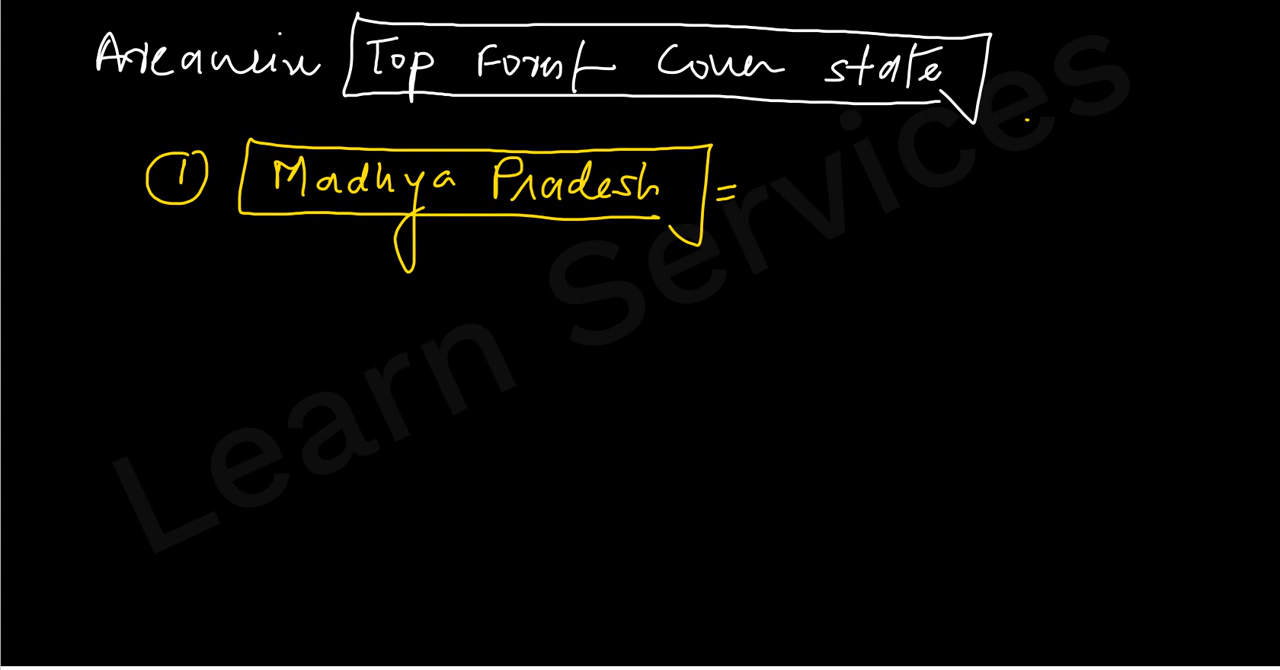 Areawise Top Forest Cover state
① Madhya Pradesh =
Learn Services